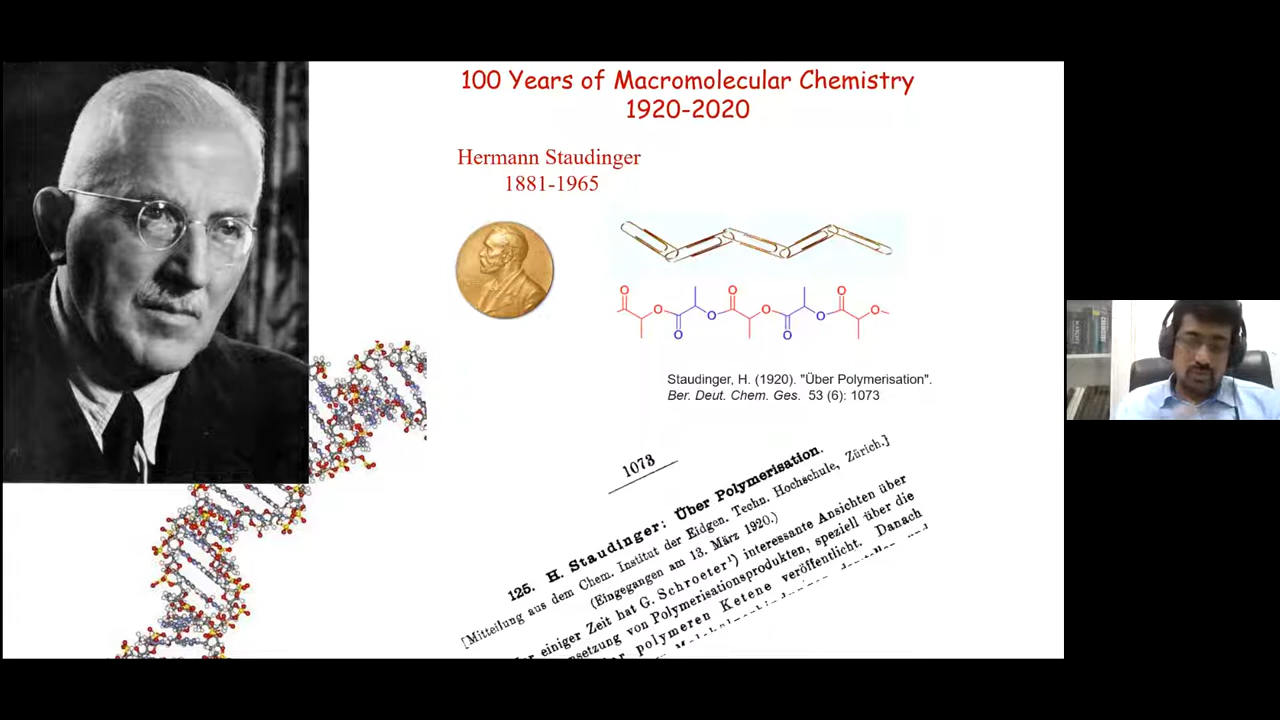 100 Years of Macromolecular Chemistry
1920-2020
Hermann Staudinger
1881-1965
O O O O O
O O O O O
Staudinger, H. (1920). "Über Polymerisation".
Ber. Deut. Chem. Ges. 53 (6): 1073
1073
125. H. Staudinger: Über Polymerisation.
[Mitteilung aus dem Chem. Institut der Eidgen. Techn. Hochschule, Zürich.]
(Eingegangen am 13. März 1920.)
einiger Zeit hat G. Schroeter¹) interessante Ansichten über
von Polymerisationsprodukten, speziell über die
polymeren Ketene veröffentlicht. Danach